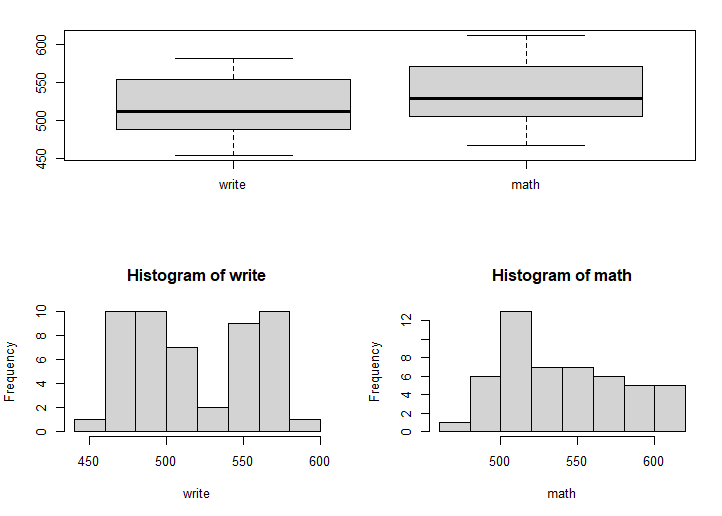 600
550
500
450
write
math
Histogram of write
Histogram of math
Frequency
10
8
6
4
2
0
450
500
550
600
write
Frequency
12
8
6
4
2
0
500
550
600
math